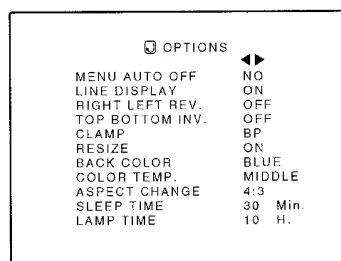 OPTIONS
MENU AUTO OFF NO
LINE DISPLAY ON
RIGHT LEFT REV. OFF
TOP BOTTOM INV. OFF
CLAMP BP
RESIZE ON
BACK COLOR BLUE
COLOR TEMP. MIDDLE
ASPECT CHANGE 4:3
SLEEP TIME 30 Min.
LAMP TIME 10 H.